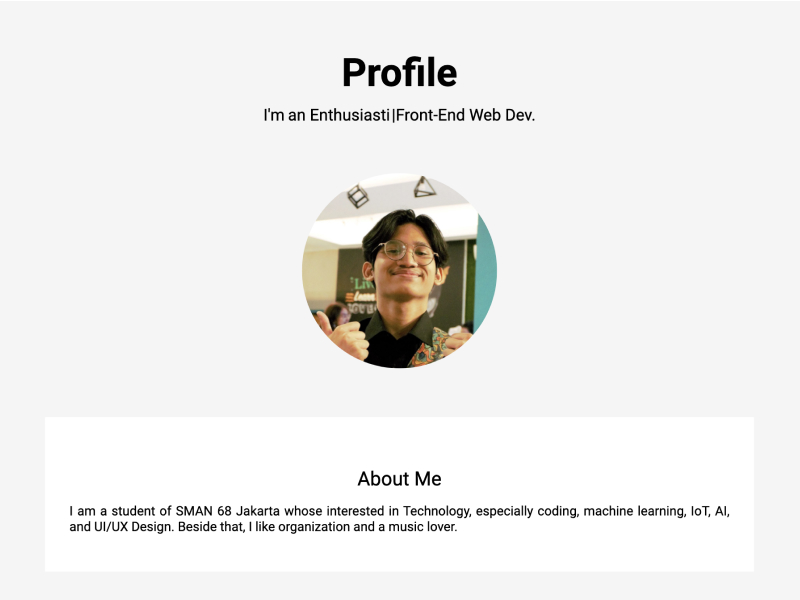 Profile
I'm an Enthusiasti|Front-End Web Dev.
About Me
I am a student of SMAN 68 Jakarta whose interested in Technology, especially coding, machine learning, IoT, AI,
and UI/UX Design. Beside that, I like organization and a music lover.